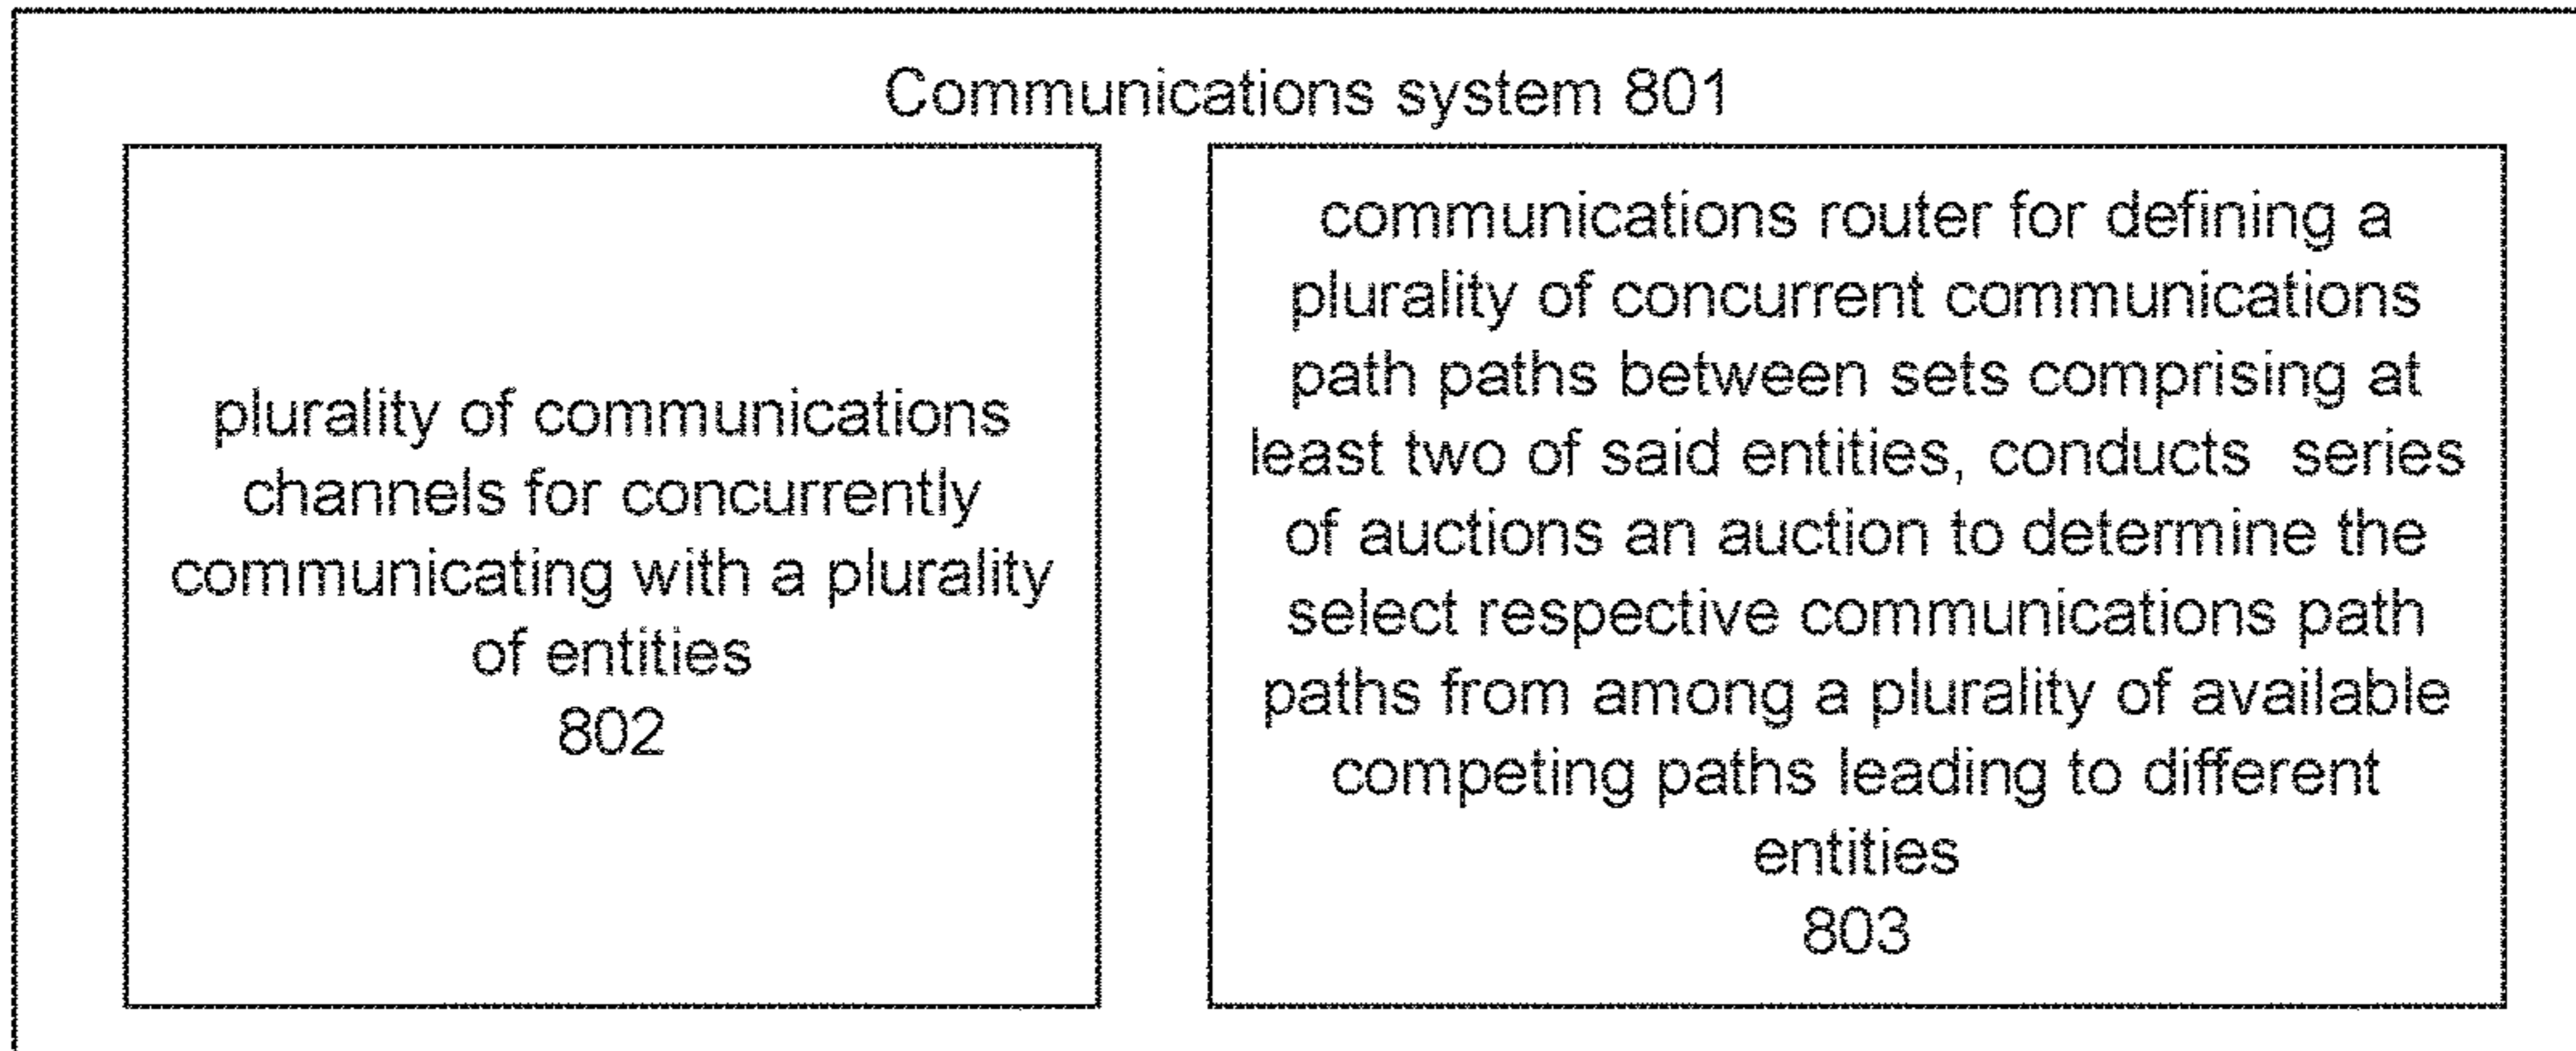 Communications system 801
plurality of communications
channels for concurrently
communicating with a plurality
of entities
802
communications router for defining a
plurality of concurrent communications
path paths between sets comprising at
least two of said entities, conducts series
of auctions an auction to determine the
select respective communications path
paths from among a plurality of available
competing paths leading to different
entities
803